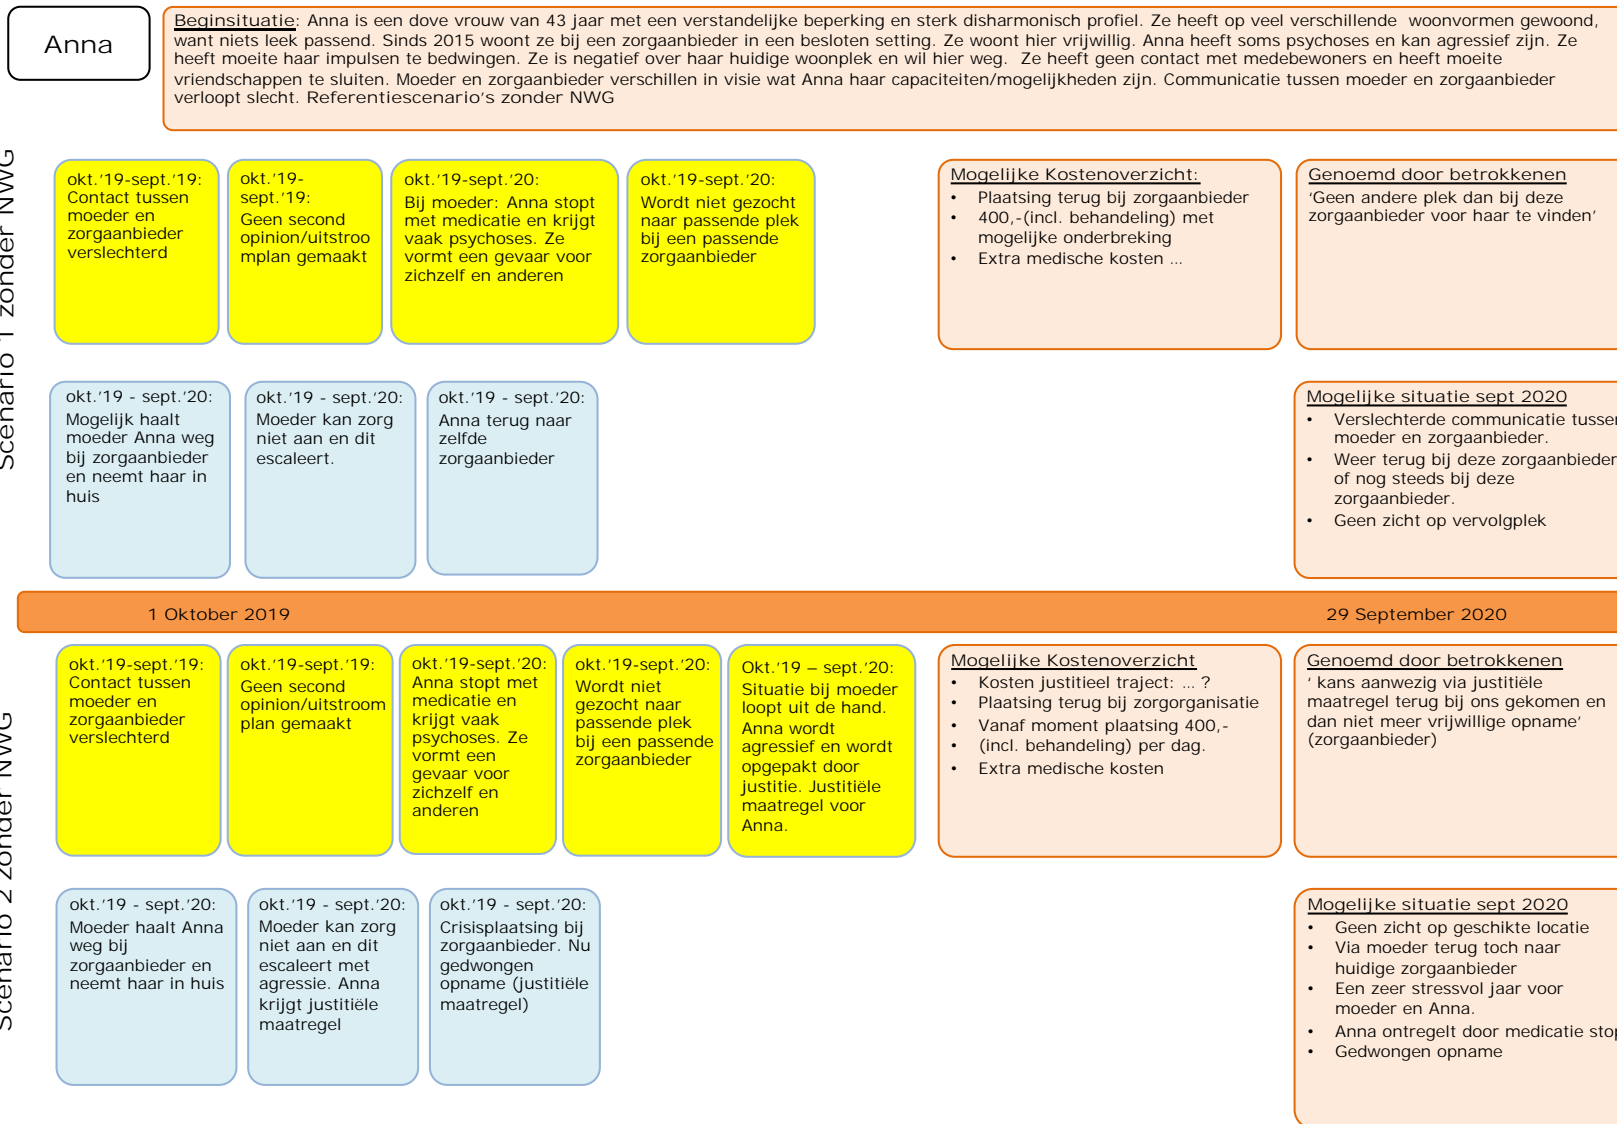 Anna
Beginsituatie: Anna is een dove vrouw van 43 jaar met een verstandelijke beperking en sterk disharmonisch profiel. Ze heeft op veel verschillende woonvormen gewoond,
want niets leek passend. Sinds 2015 woont ze bij een zorgaanbieder in een besloten setting. Ze woont hier vrijwillig. Anna heeft soms psychoses en kan agressief zijn. Ze
heeft moeite haar impulsen te bedwingen. Ze is negatief over haar huidige woonplek en wil hier weg. Ze heeft geen contact met medebewoners en heeft moeite
vriendschappen te sluiten. Moeder en zorgaanbieder verschillen in visie wat Anna haar capaciteiten/mogelijkheden zijn. Communicatie tussen moeder en zorgaanbieder
verloopt slecht. Referentiescenario's zonder NWG
Scenario 1 zonder NWG
okt.'19-sept.'19:
Contact tussen
moeder en
zorgaanbieder
verslechterd
okt.'19-
sept.'19:
Geen second
opinion/uitstroo
mplan gemaakt
okt.'19-sept.'20:
Bij moeder: Anna stopt
met medicatie en krijgt
vaak psychoses. Ze
vormt een gevaar voor
zichzelf en anderen
okt.'19-sept.'20:
Wordt niet gezocht
naar passende plek
bij een passende
zorgaanbieder
Mogelijke Kostenoverzicht:
• Plaatsing terug bij zorgaanbieder
• 400,-(incl. behandeling) met
mogelijke onderbreking
• Extra medische kosten ...
Genoemd door betrokkenen
'Geen andere plek dan bij deze
zorgaanbieder voor haar te vinden'
okt.'19 - sept.'20:
Mogelijk haalt
moeder Anna weg
bij zorgaanbieder
en neemt haar in
huis
okt.'19 - sept.'20:
Moeder kan zorg
niet aan en dit
escaleert.
okt.'19 - sept.'20:
Anna terug naar
zelfde
zorgaanbieder
Mogelijke situatie sept 2020
• Verslechterde communicatie tussen
moeder en zorgaanbieder.
• Weer terug bij deze zorgaanbieder
of nog steeds bij deze
zorgaanbieder.
• Geen zicht op vervolgplek
1 Oktober 2019
29 September 2020
Scenario 2 zonder NWG
okt.'19-sept.'19:
Contact tussen
moeder en
zorgaanbieder
verslechterd
okt.'19-sept.'19:
Geen second
opinion/uitstroom
plan gemaakt
okt.'19-sept.'20:
Anna stopt met
medicatie en
krijgt vaak
psychoses. Ze
vormt een
gevaar voor
zichzelf en
anderen
okt.'19-sept.'20:
Wordt niet
gezocht naar
passende plek
bij een passende
zorgaanbieder
Okt.'19 – sept.'20:
Situatie bij moeder
loopt uit de hand.
Anna wordt
agressief en wordt
opgepakt door
justitie. Justitiële
maatregel voor
Anna.
Mogelijke Kostenoverzicht
• Kosten justitieel traject: ... ?
• Plaatsing terug bij zorgorganisatie
• Vanaf moment plaatsing 400,-
• (incl. behandeling) per dag.
• Extra medische kosten
Genoemd door betrokkenen
' kans aanwezig via justitiële
maatregel terug bij ons gekomen en
dan niet meer vrijwillige opname'
(zorgaanbieder)
okt.'19 - sept.'20:
Moeder haalt Anna
weg bij
zorgaanbieder en
neemt haar in huis
okt.'19 - sept.'20:
Moeder kan zorg
niet aan en dit
escaleert met
agressie. Anna
krijgt justitiële
maatregel
okt.'19 - sept.'20:
Crisisplaatsing bij
zorgaanbieder. Nu
gedwongen
opname (justitiële
maatregel)
Mogelijke situatie sept 2020
• Geen zicht op geschikte locatie
• Via moeder terug toch naar
huidige zorgaanbieder
• Een zeer stressvol jaar voor
moeder en Anna.
• Anna ontregelt door medicatie stop
• Gedwongen opname